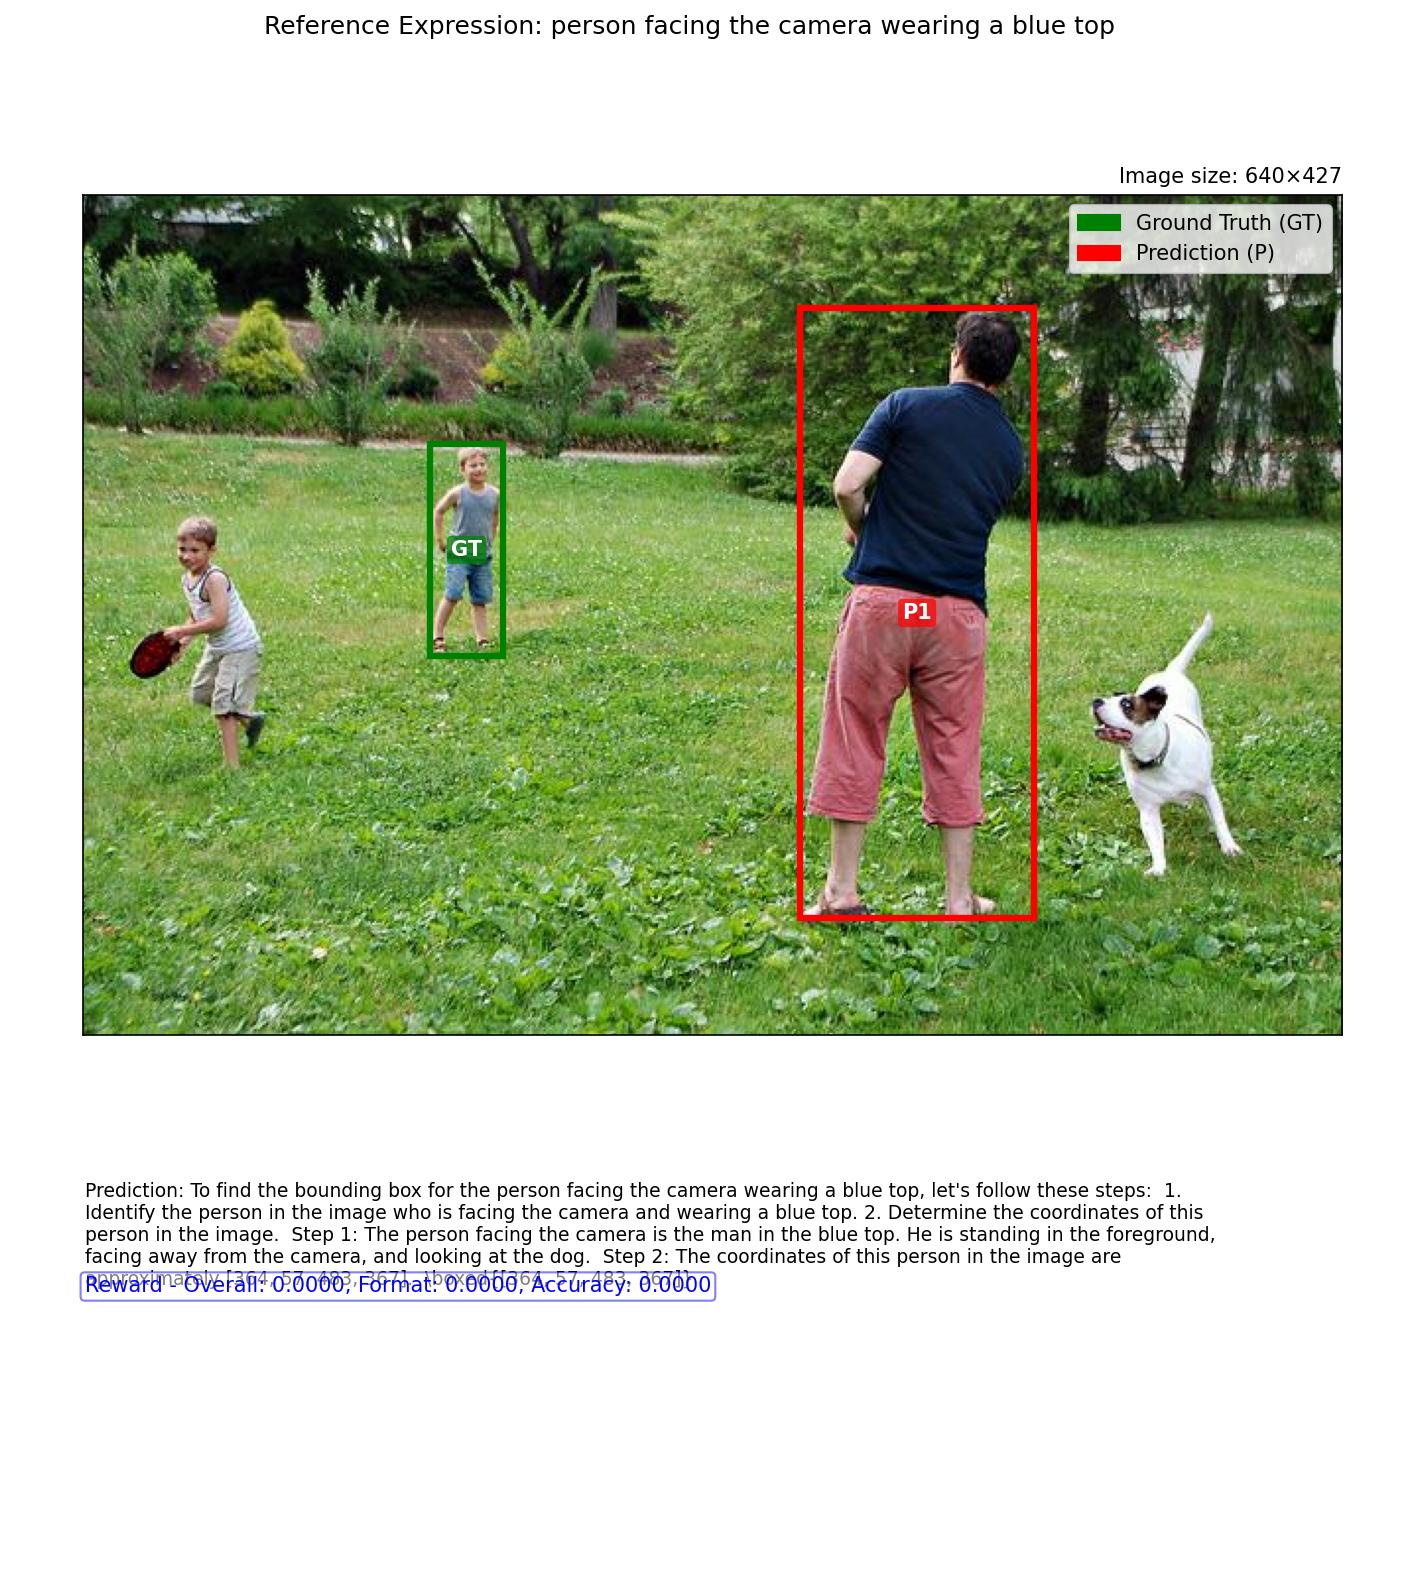 Reference Expression: person facing the camera wearing a blue top
Image size: 640×427
Ground Truth (GT)
Prediction (P)
GT
P1
Prediction: To find the bounding box for the person facing the camera wearing a blue top, let's follow these steps:  1.
Identify the person in the image who is facing the camera and wearing a blue top. 2. Determine the coordinates of this
person in the image.  Step 1: The person facing the camera is the man in the blue top. He is standing in the foreground,
facing away from the camera, and looking at the dog.  Step 2: The coordinates of this person in the image are
approximately [364, 57, 483, 367]. \boxed{[364, 57, 483, 367]}
Reward - Overall: 0.0000, Format: 0.0000, Accuracy: 0.0000